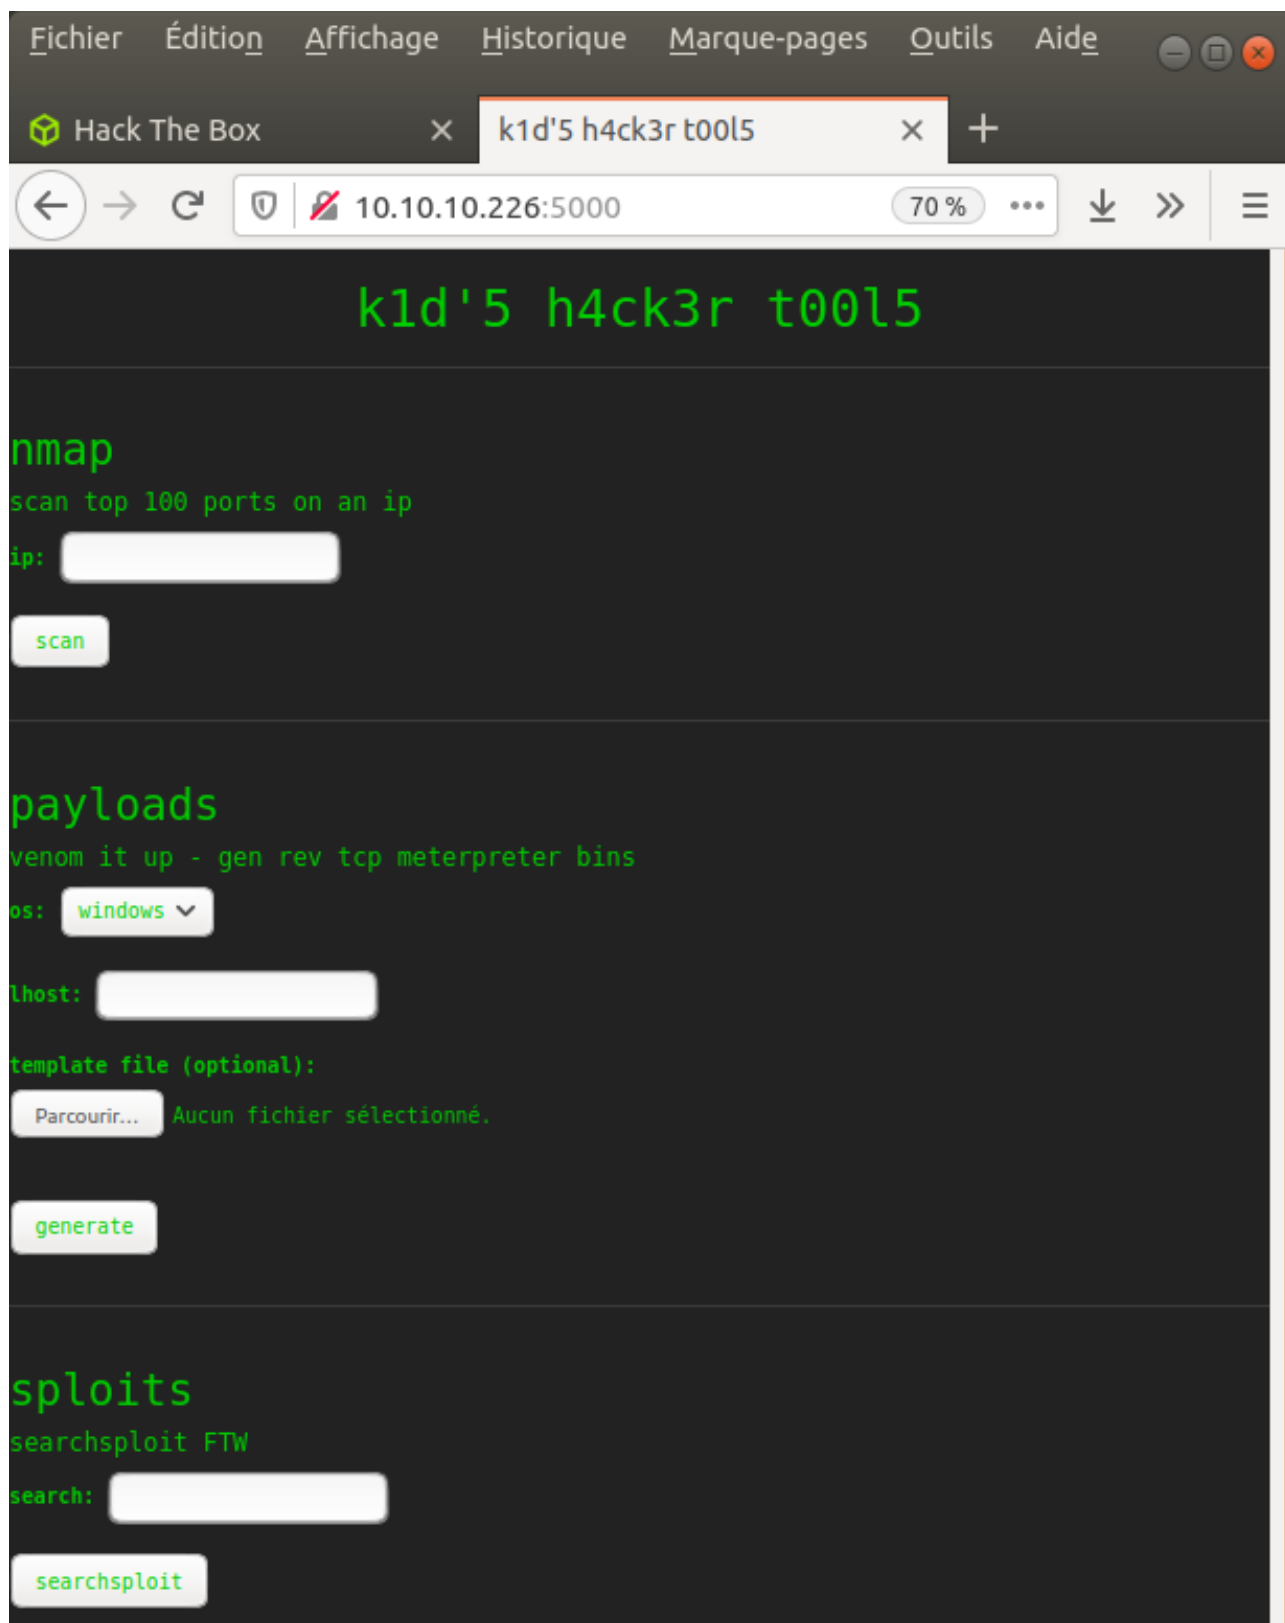 Fichier Édition Affichage Historique Marque-pages Outils Aide
Hack The Box
k1d'5 h4ck3r t00l5
10.10.10.226:5000
70 %
k1d'5 h4ck3r t00l5
nmap
scan top 100 ports on an ip
ip:
scan
payloads
venom it up - gen rev tcp meterpreter bins
os: windows
lhost:
template file (optional):
Parcourir... Aucun fichier sélectionné.
generate
sploits
searchsploit FTW
search:
searchsploit